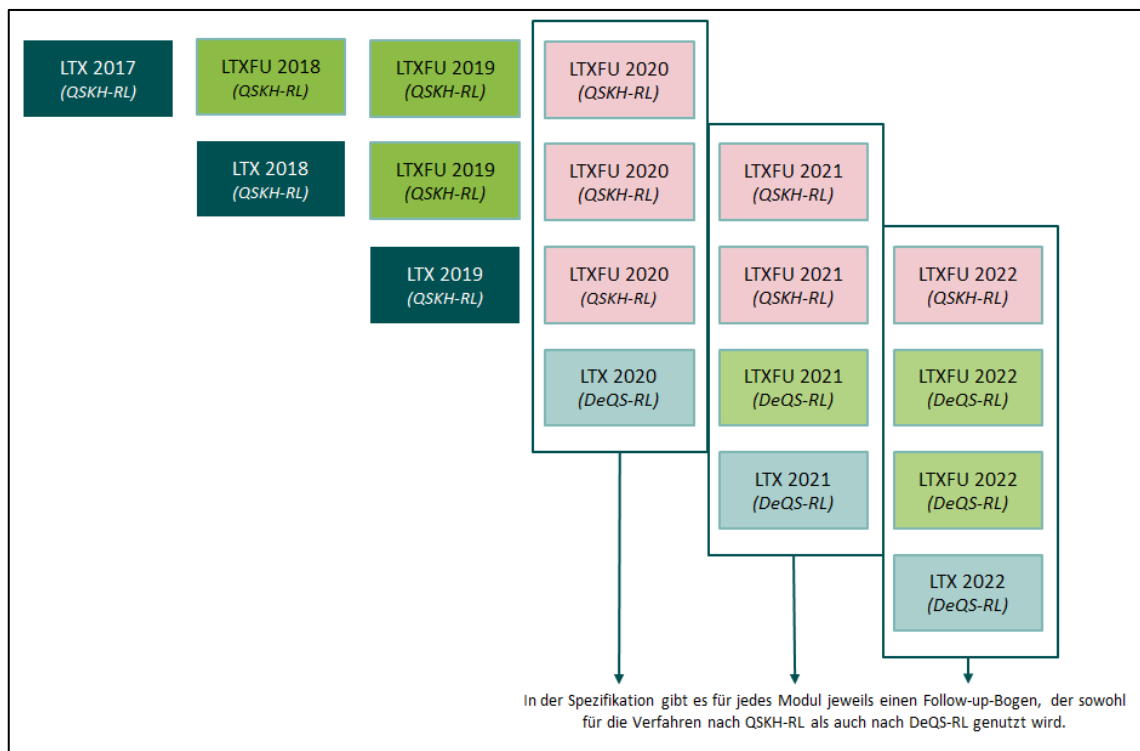 LTX 2017
(QSKH-RL)
LTXFU 2018
(QSKH-RL)
LTXFU 2019
(QSKH-RL)
LTXFU 2020
(QSKH-RL)
LTX 2018
(QSKH-RL)
LTXFU 2019
(QSKH-RL)
LTXFU 2020
(QSKH-RL)
LTXFU 2021
(QSKH-RL)
LTX 2019
(QSKH-RL)
LTXFU 2020
(QSKH-RL)
LTXFU 2021
(QSKH-RL)
LTXFU 2022
(QSKH-RL)
LTX 2020
(DeQS-RL)
LTXFU 2021
(DeQS-RL)
LTXFU 2022
(DeQS-RL)
LTX 2021
(DeQS-RL)
LTXFU 2022
(DeQS-RL)
LTX 2022
(DeQS-RL)
In der Spezifikation gibt es für jedes Modul jeweils einen Follow-up-Bogen, der sowohl
für die Verfahren nach QSKH-RL als auch nach DeQS-RL genutzt wird.